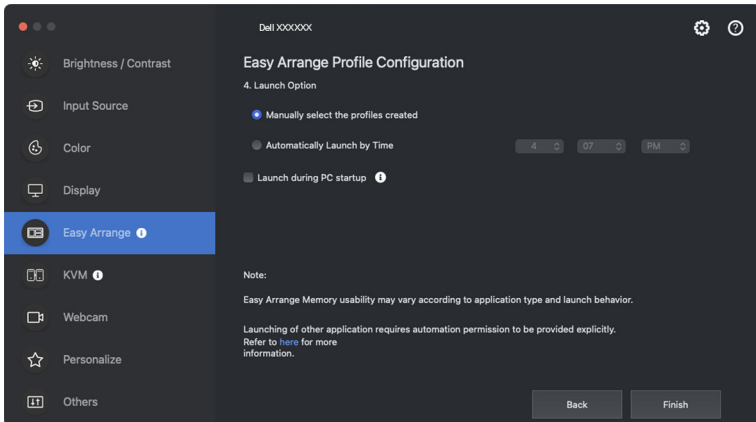 Dell XXXXXX
Brightness / Contrast
Input Source
Color
Display
Easy Arrange
KVM
Webcam
Personalize
Others
Easy Arrange Profile Configuration
4. Launch Option
Manually select the profiles created
Automatically Launch by Time
4 07 PM
Launch during PC startup
Note:
Easy Arrange Memory usability may vary according to application type and launch behavior.
Launching of other application requires automation permission to be provided explicitly.
Refer to here for more
information.
Back Finish